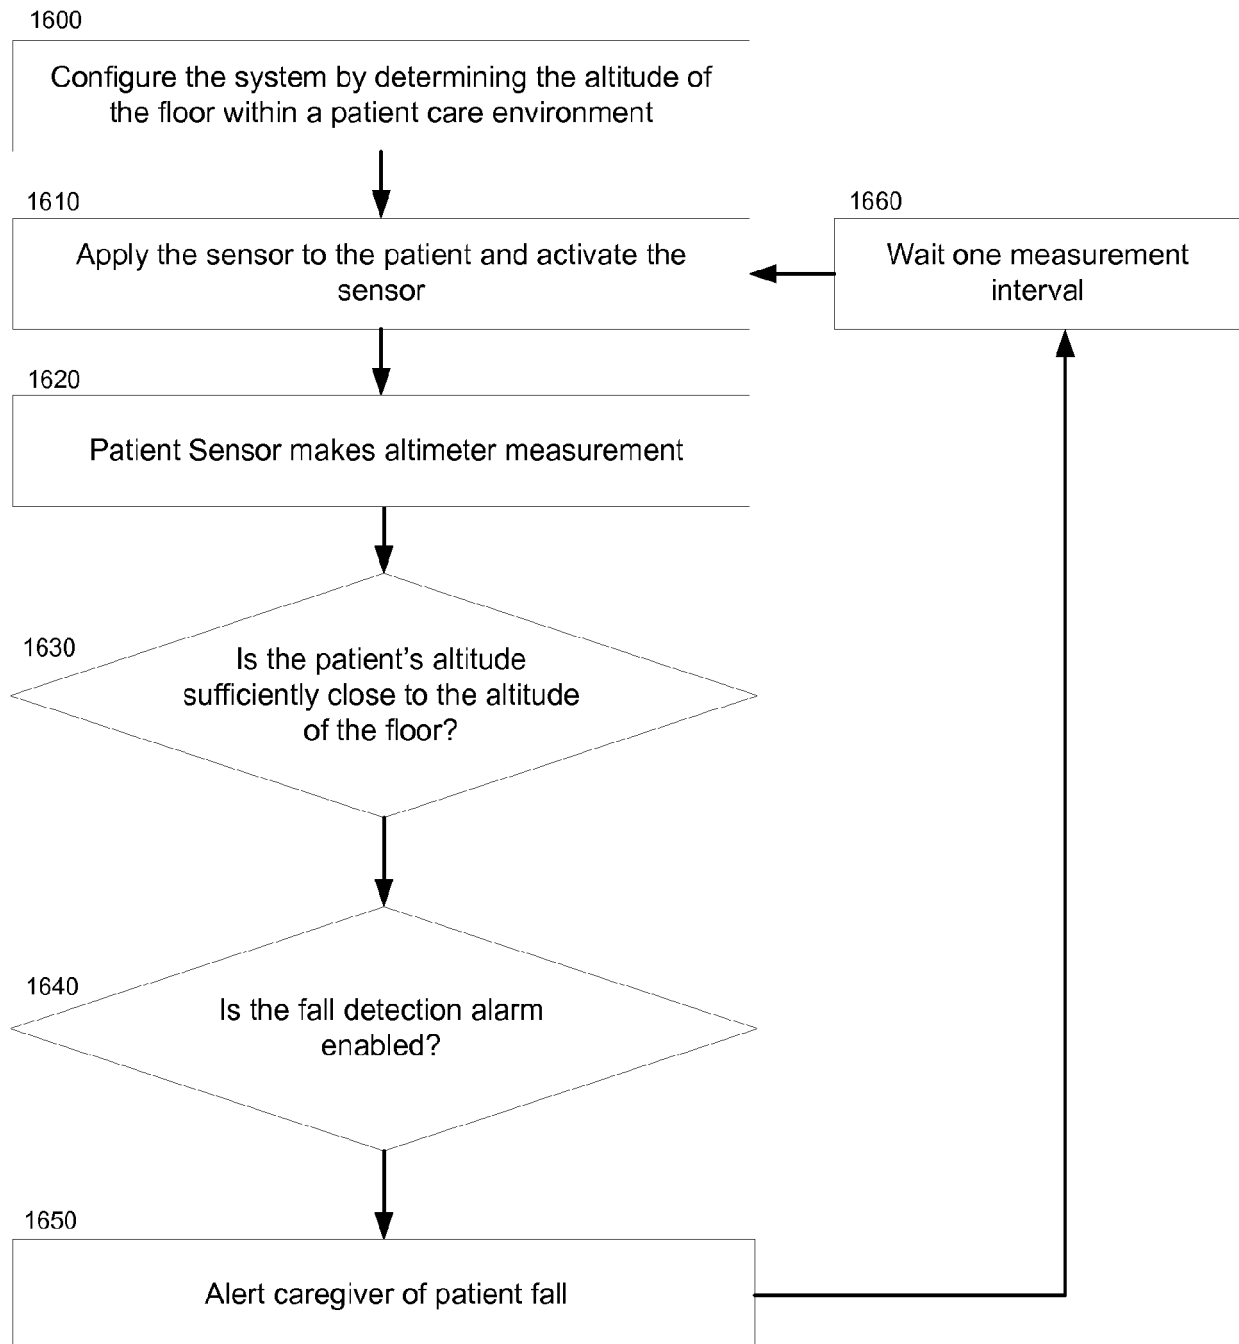 1600
Configure the system by determining the altitude of
the floor within a patient care environment
1610
Apply the sensor to the patient and activate the
sensor
1660
Wait one measurement
interval
1620
Patient Sensor makes altimeter measurement
1630
Is the patient’s altitude
sufficiently close to the altitude
of the floor?
1640
Is the fall detection alarm
enabled?
1650
Alert caregiver of patient fall